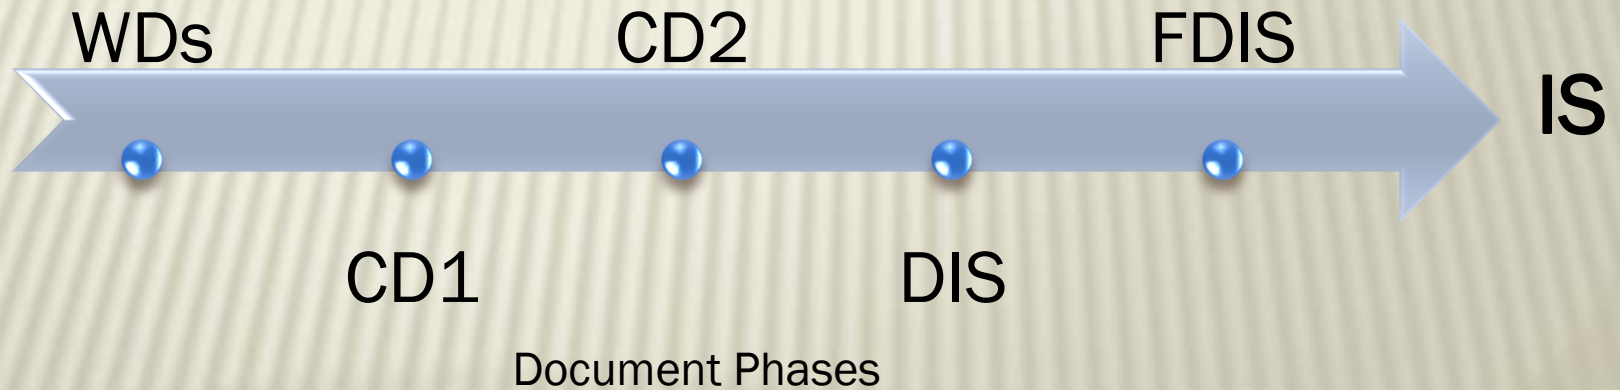 WDs
CD2
FDIS
IS
CD1
DIS
Document Phases